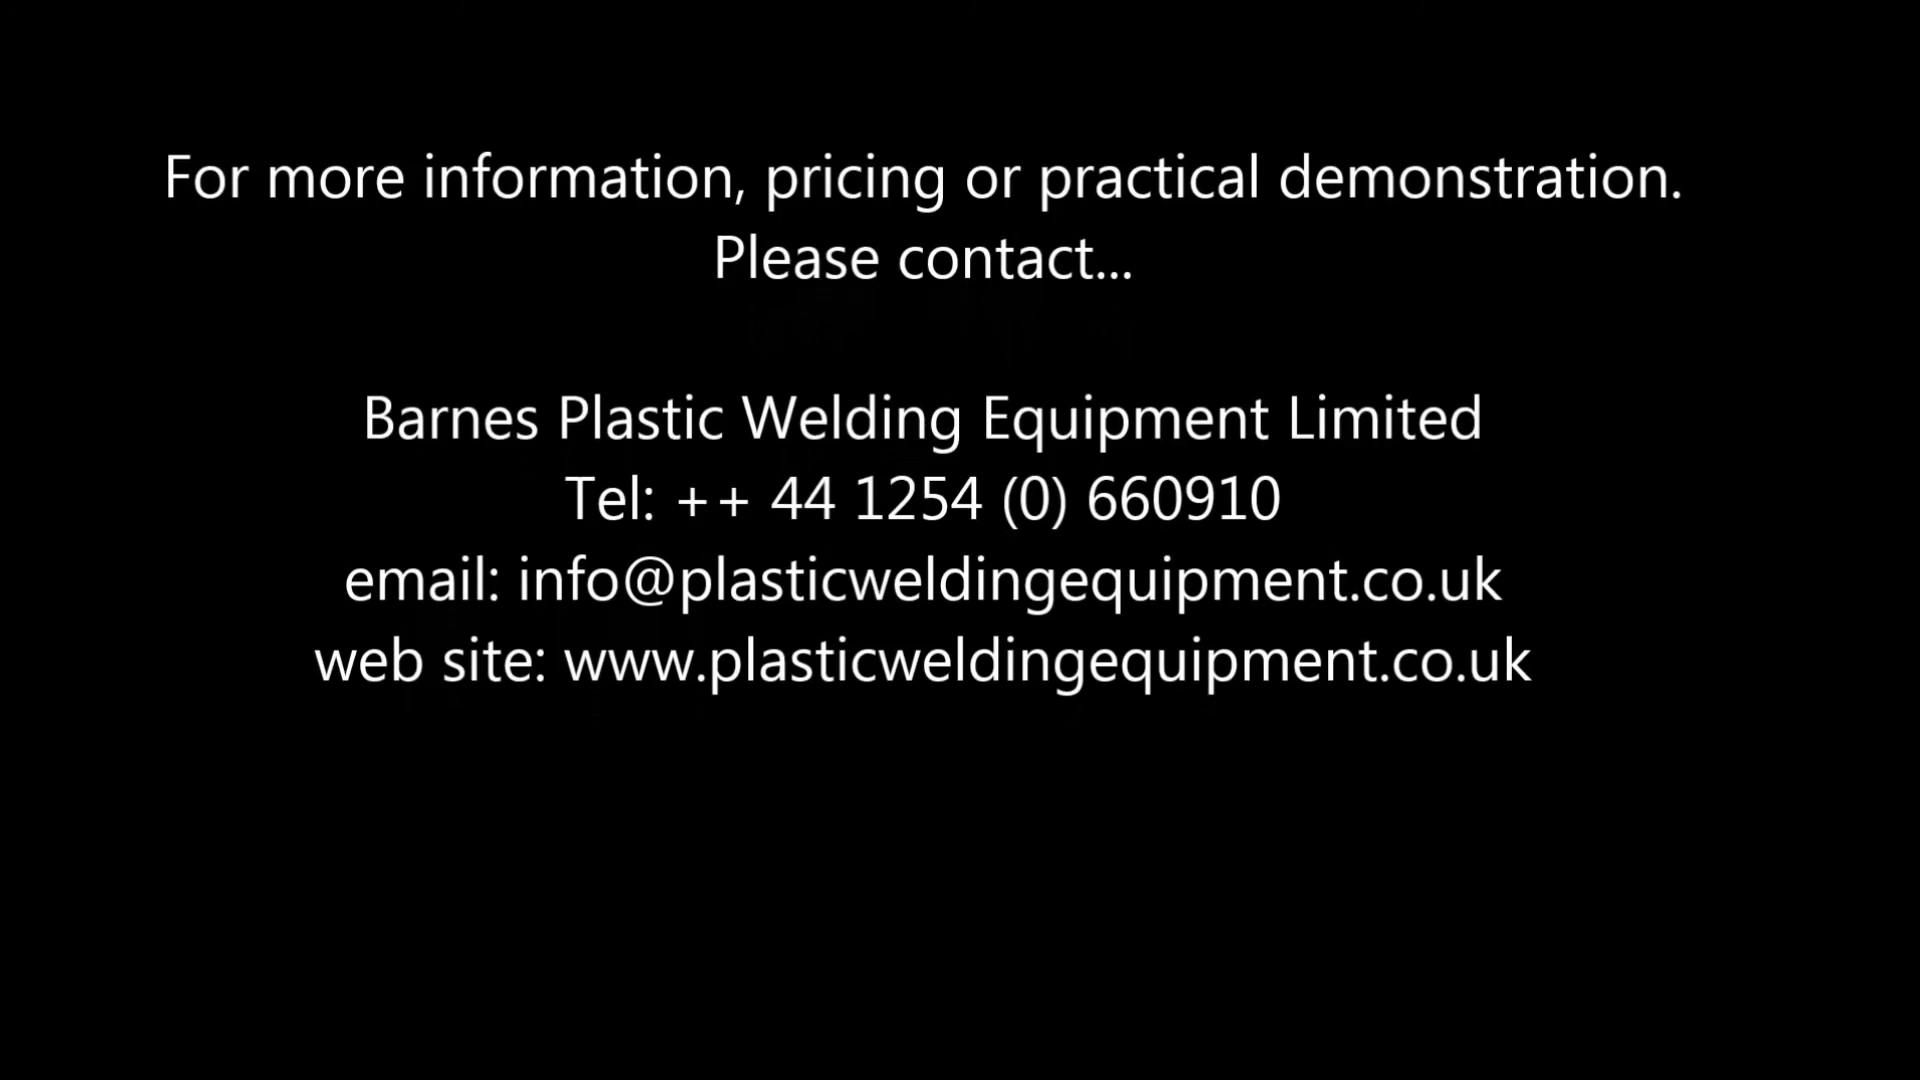 For more information, pricing or practical demonstration.
Please contact...
Barnes Plastic Welding Equipment Limited
Tel: ++ 44 1254 (0) 660910
email: info@plasticweldingequipment.co.uk
web site: www.plasticweldingequipment.co.uk